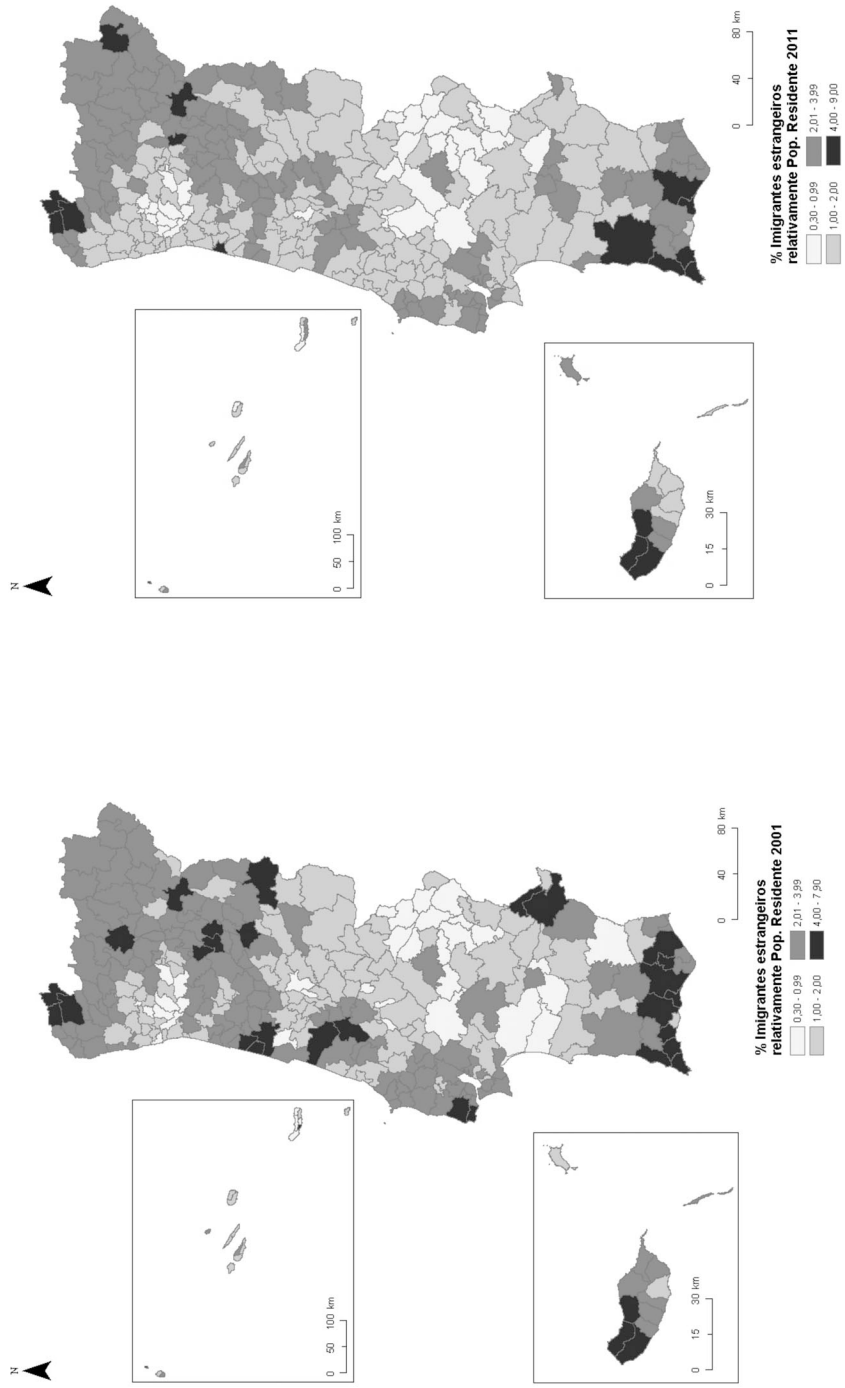 N
0 50 100 km
0 15 30 km
0 40 80 km
% Imigrantes estrangeiros
relativamente Pop. Residente 2001
0,30 - 0,99 2,01 - 3,99
1,00 - 2,00 4,00 - 7,90
N
0 50 100 km
0 15 30 km
0 40 80 km
% Imigrantes estrangeiros
relativamente Pop. Residente 2011
0,30 - 0,99 2,01 - 3,99
1,00 - 2,00 4,00 - 9,00